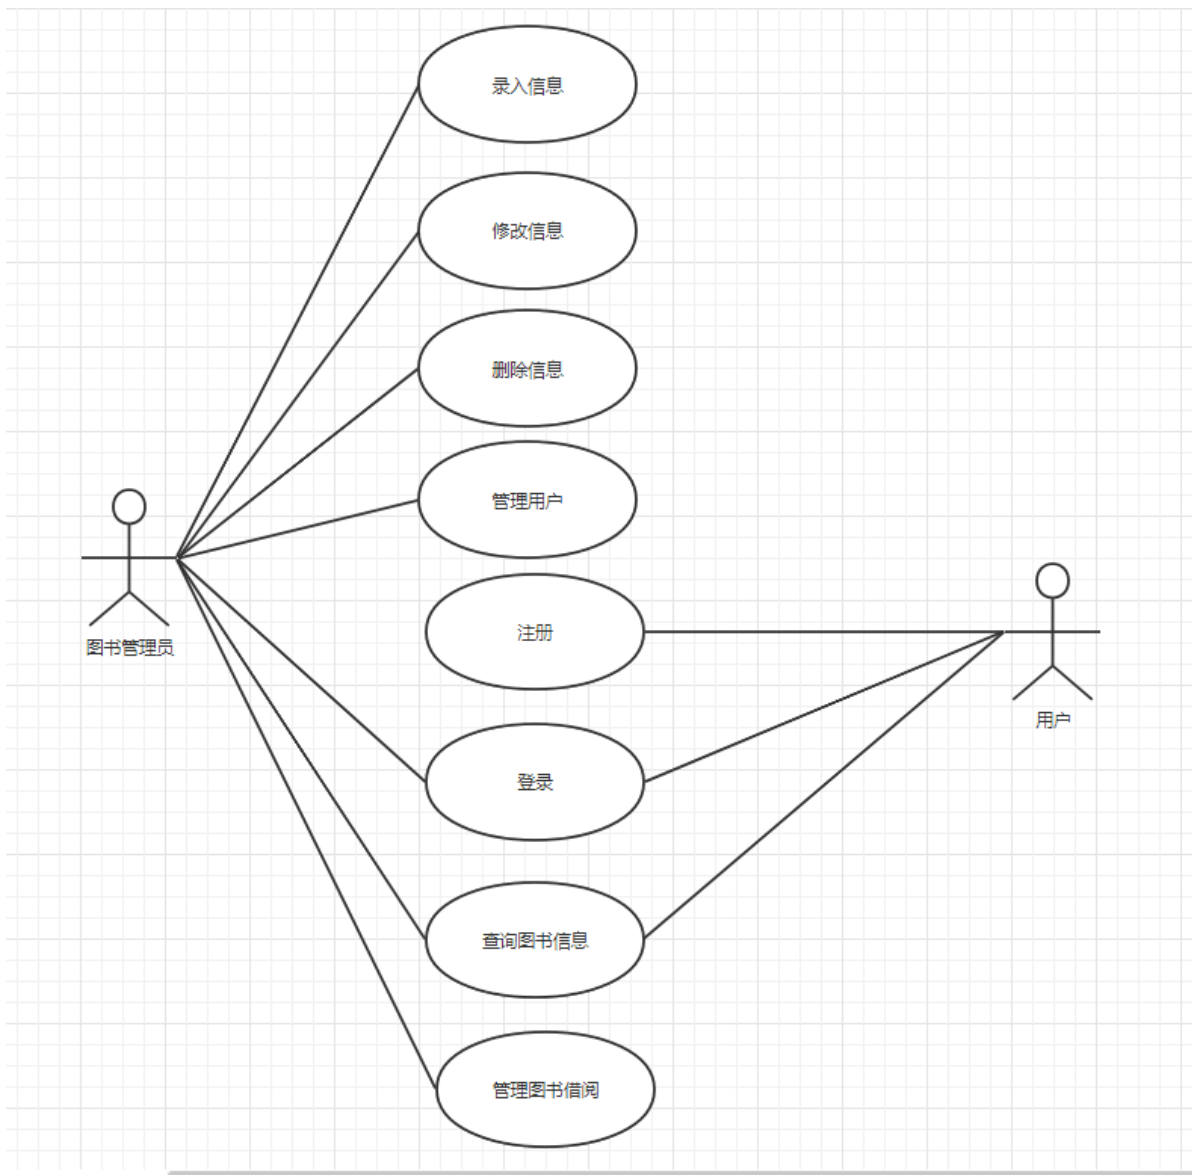 录入信息
修改信息
删除信息
管理用户
注册
图书管理员
用户
登录
查询图书信息
管理图书借阅